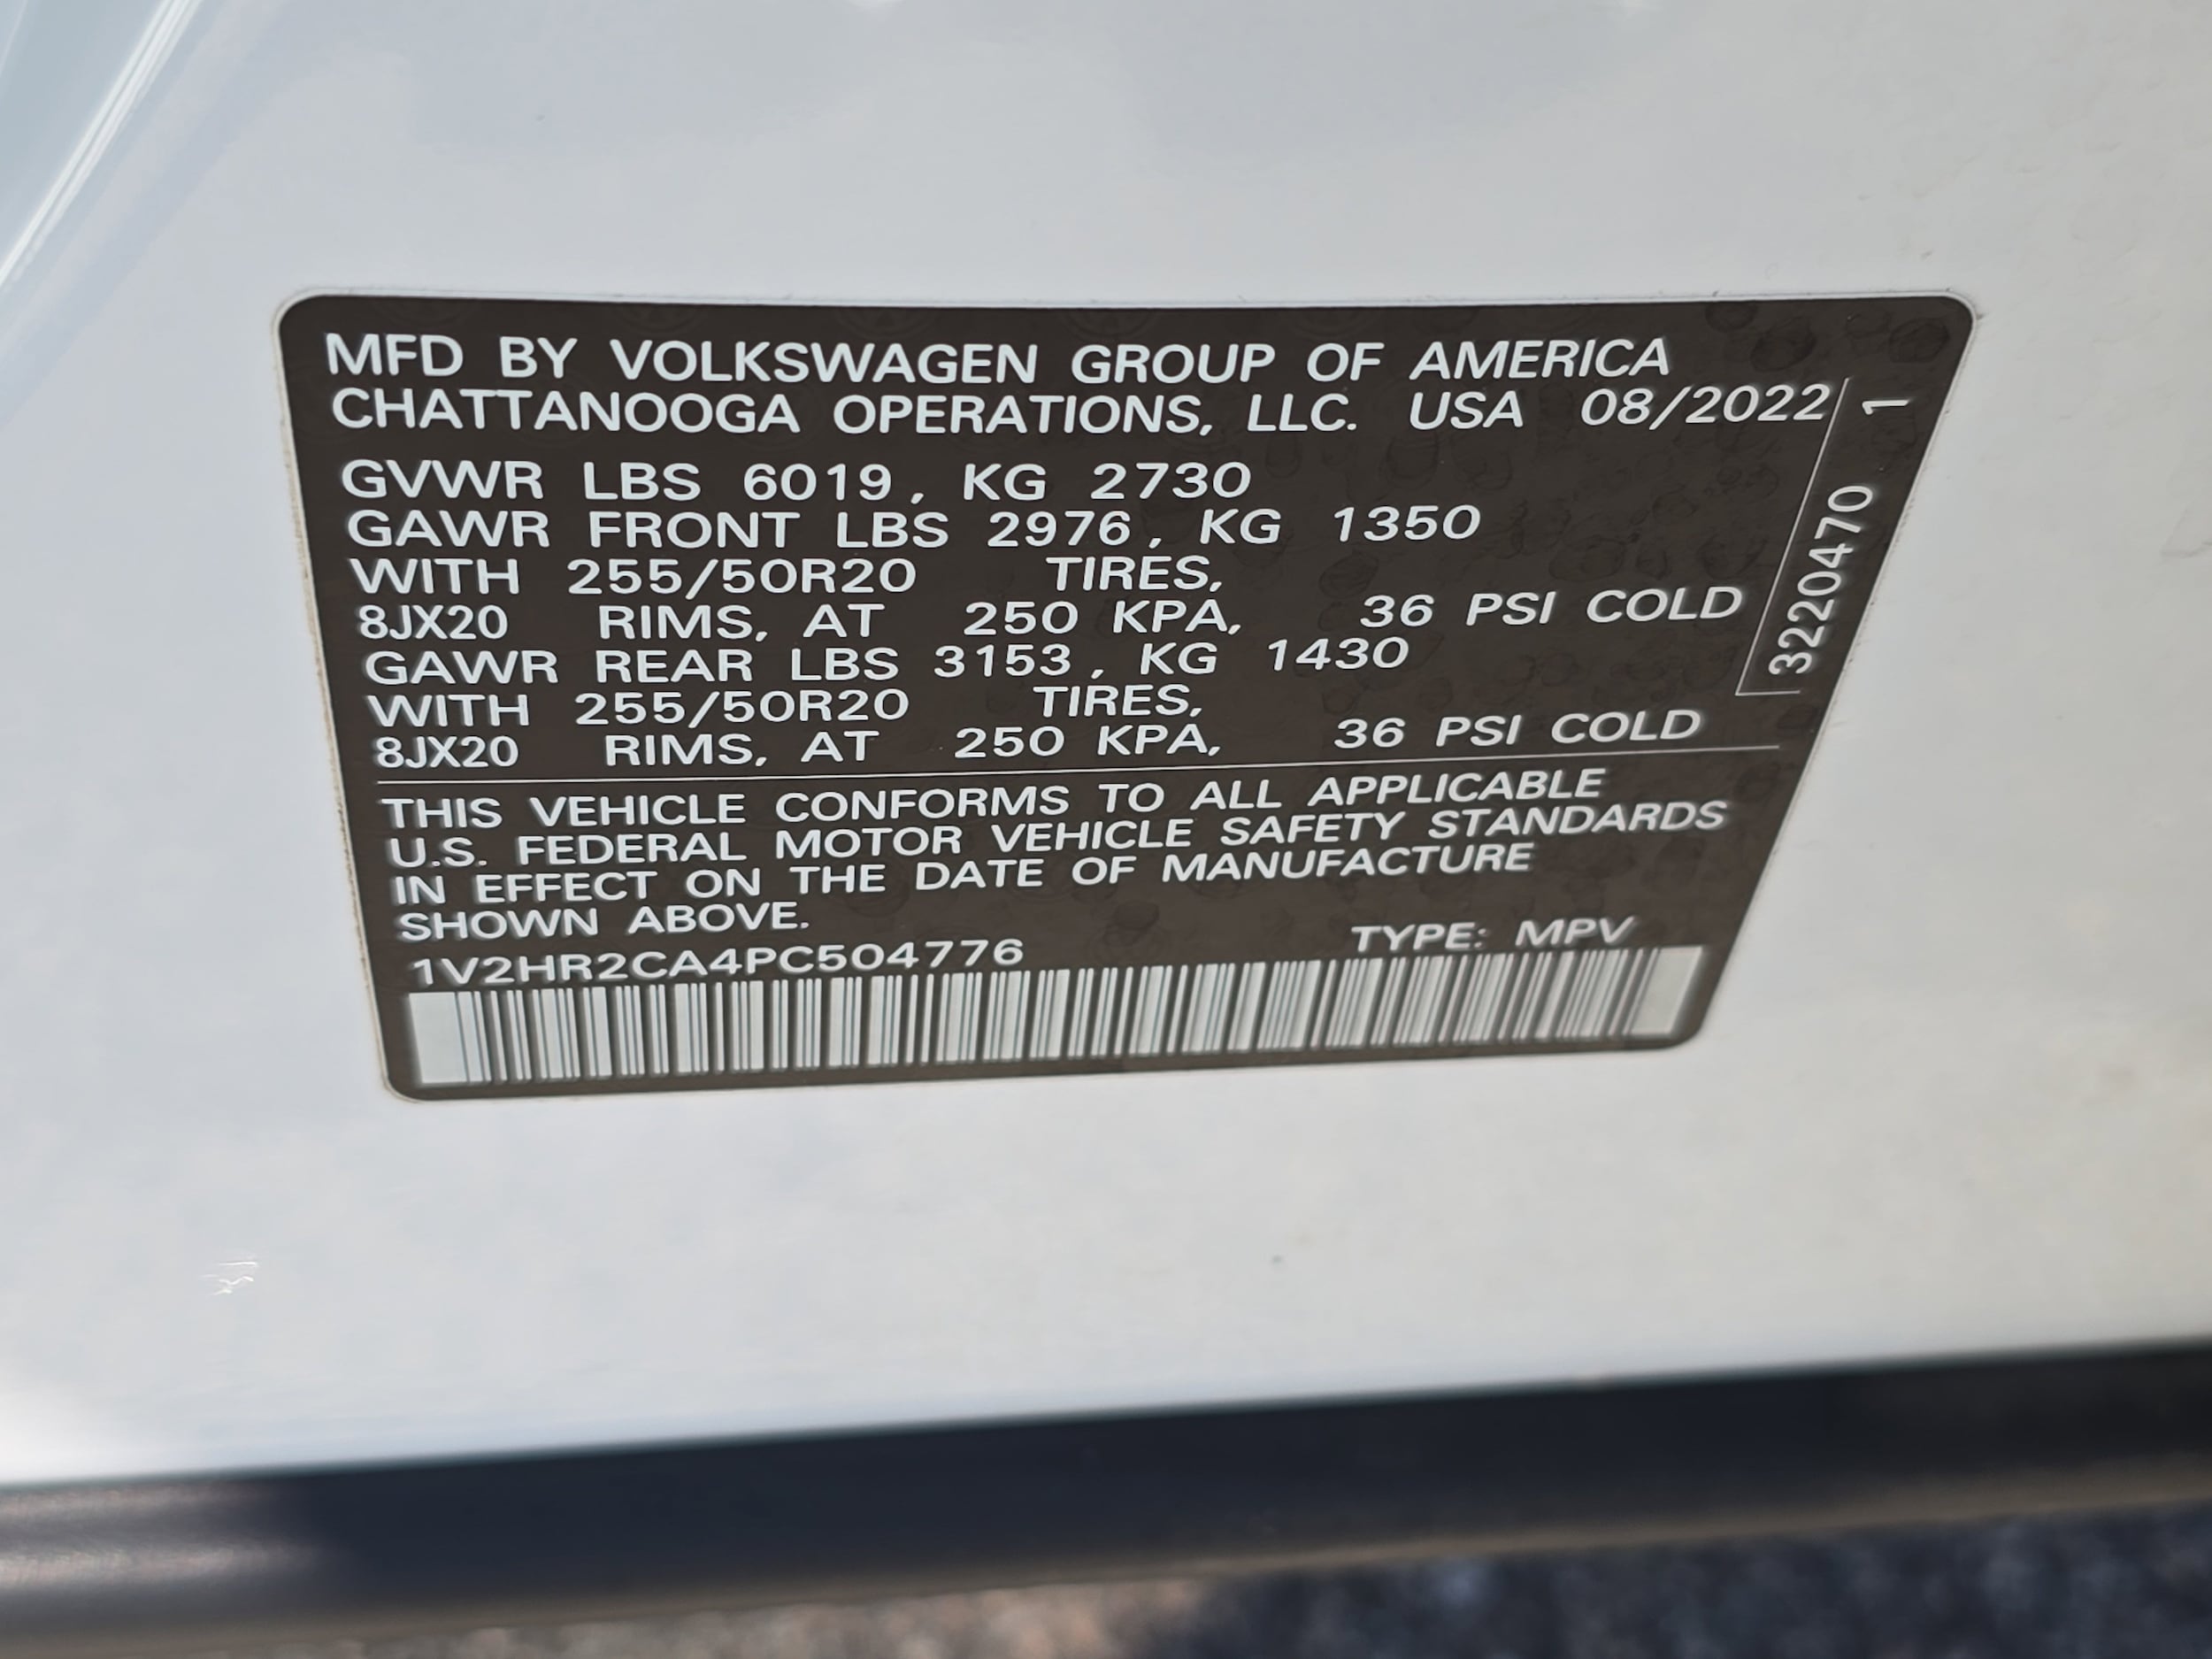 MFD BY VOLKSWAGEN GROUP OF AMERICA
CHATTANOOGA OPERATIONS, LLC. USA 08/2022
GVWR LBS 6019, KG 2730
GAWR FRONT LBS 2976, KG 1350
WITH 255/50R20 TIRES,
8JX20 RIMS, AT 250 KPA, 36 PSI COLD
GAWR REAR LBS 3153, KG 1430
WITH 255/50R20 TIRES,
8JX20 RIMS, AT 250 KPA, 36 PSI COLD
THIS VEHICLE CONFORMS TO ALL APPLICABLE
U.S. FEDERAL MOTOR VEHICLE SAFETY STANDARDS
IN EFFECT ON THE DATE OF MANUFACTURE
SHOWN ABOVE.
1V2HR2CA4PC504776 TYPE: MPV
3220470 1